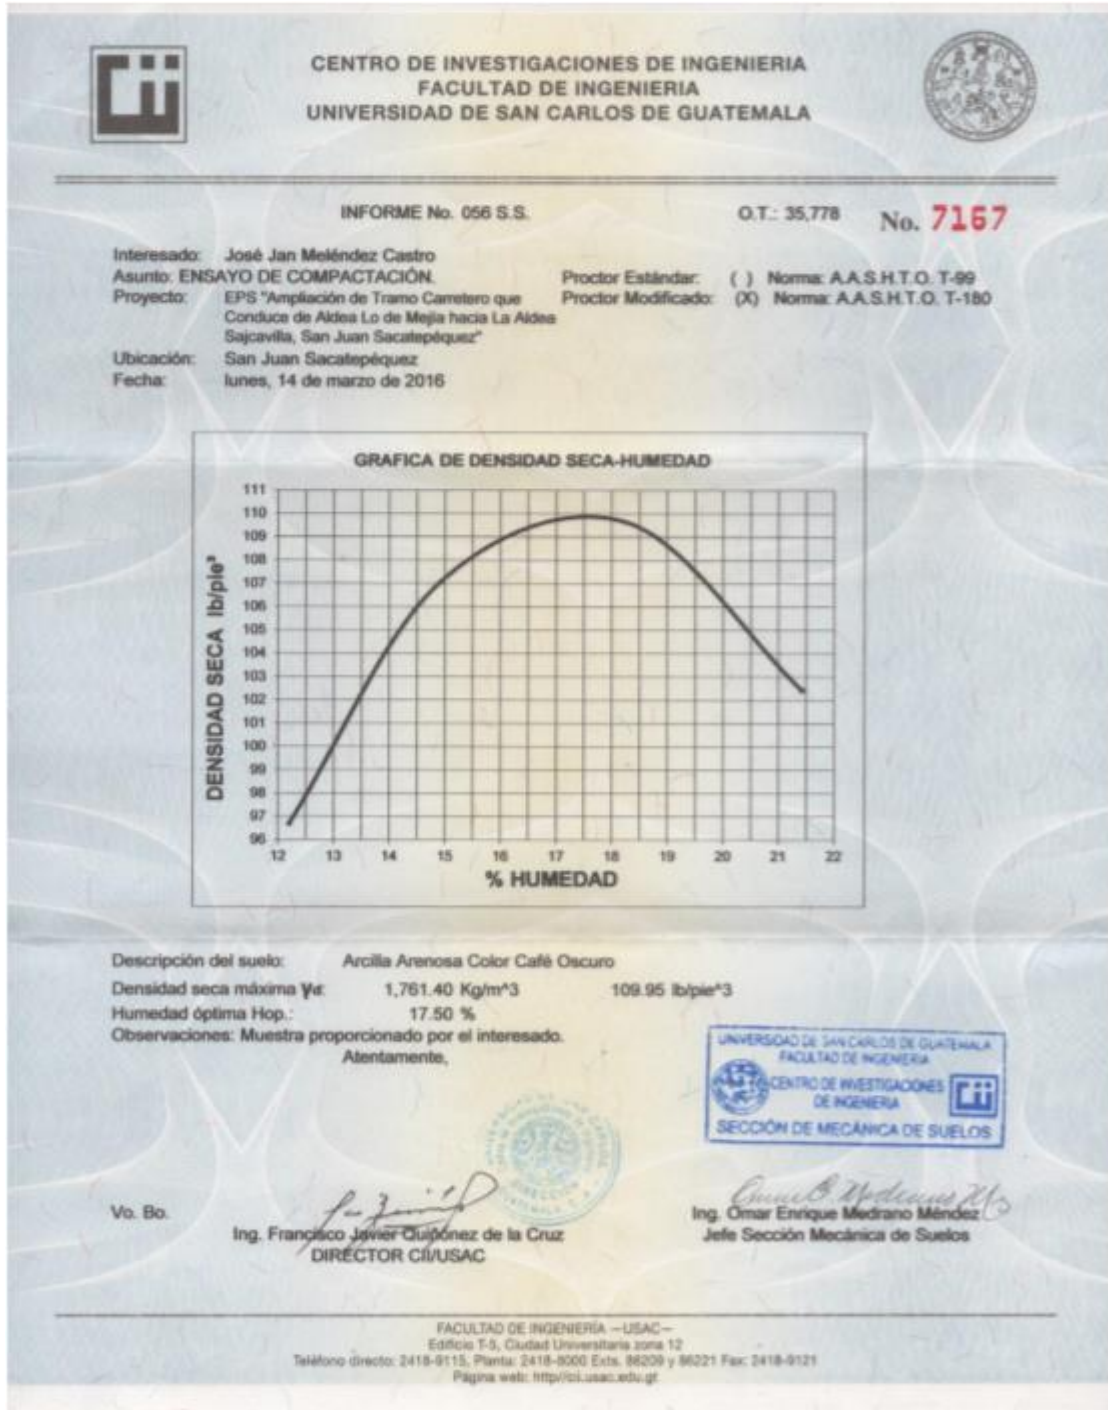 CENTRO DE INVESTIGACIONES DE INGENIERIA
FACULTAD DE INGENIERIA
UNIVERSIDAD DE SAN CARLOS DE GUATEMALA
INFORME No. 056 S.S. O.T.: 35,778 No. 7167
Interesado: José Jan Meléndez Castro
Asunto: ENSAYO DE COMPACTACIÓN. Proctor Estándar: ( ) Norma: A.A.S.H.T.O. T-99
Proyecto: EPS "Ampliación de Tramo Carretero que Proctor Modificado: (X) Norma: A.A.S.H.T.O. T-180
Conduce de Aldea Lo de Mejia hacia La Aldea
Sajcavilla, San Juan Sacatepéquez"
Ubicación: San Juan Sacatepéquez
Fecha: lunes, 14 de marzo de 2016
GRAFICA DE DENSIDAD SECA-HUMEDAD
DENSIDAD SECA lb/pie³
111
110
109
108
107
106
105
104
103
102
101
100
99
98
97
96
12 13 14 15 16 17 18 19 20 21 22
% HUMEDAD
Descripción del suelo: Arcilla Arenosa Color Café Oscuro
Densidad seca máxima γd: 1,761.40 Kg/m^3 109.95 lb/pie^3
Humedad óptima Hop.: 17.50 %
Observaciones: Muestra proporcionado por el interesado.
Atentamente,
UNIVERSIDAD DE SAN CARLOS DE GUATEMALA
FACULTAD DE INGENIERIA
CENTRO DE INVESTIGACIONES
DE INGENIERIA
SECCIÓN DE MECÁNICA DE SUELOS
DIRECCION
Vo. Bo.
Ing. Francisco Javier Quiñónez de la Cruz
DIRECTOR CII/USAC
Ing. Omar Enrique Medrano Méndez
Jefe Sección Mecánica de Suelos
FACULTAD DE INGENIERÍA —USAC—
Edificio T-5, Ciudad Universitaria zona 12
Teléfono directo: 2418-9115, Planta: 2418-8000 Exts. 86209 y 86221 Fax: 2418-9121
Página web: http//cii.usac.edu.gt